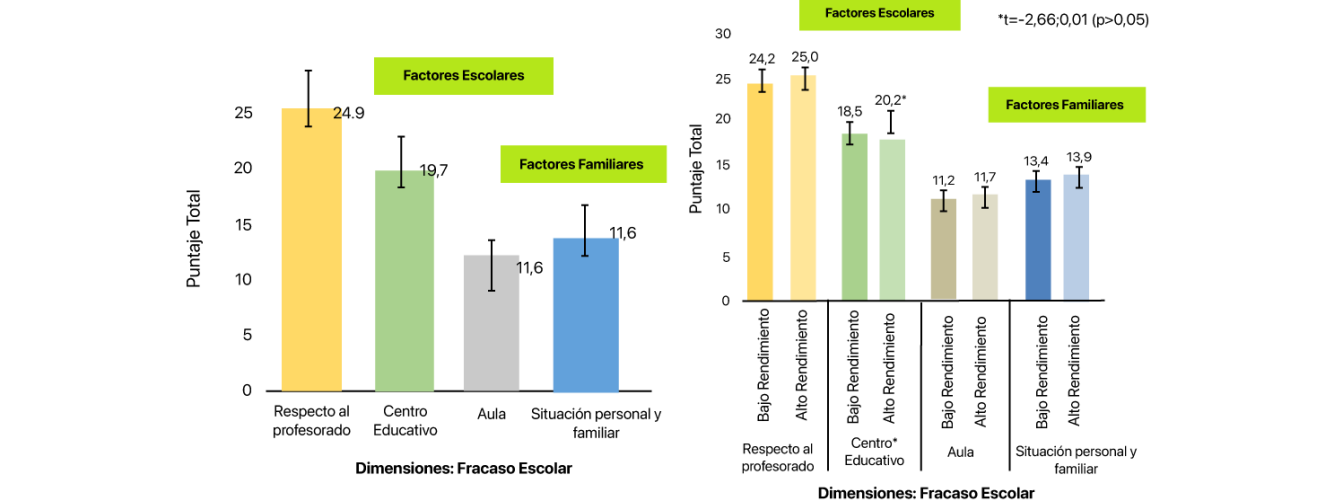 Factores Escolares
Factores Familiares
Puntaje Total
25
20
15
10
5
0
24.9
19,7
11,6
11,6
Respecto al
profesorado
Centro
Educativo
Aula
Situación personal y
familiar
Dimensiones: Fracaso Escolar
Factores Escolares
*t=-2,66;0,01 (p>0,05)
Factores Familiares
Puntaje Total
30
25
20
15
10
5
0
24,2
25,0
18,5
20,2*
11,2
11,7
13,4
13,9
Bajo Rendimiento
Alto Rendimiento
Bajo Rendimiento
Alto Rendimiento
Bajo Rendimiento
Alto Rendimiento
Bajo Rendimiento
Alto Rendimiento
Respecto al
profesorado
Centro*
Educativo
Aula
Situación personal y
familiar
Dimensiones: Fracaso Escolar